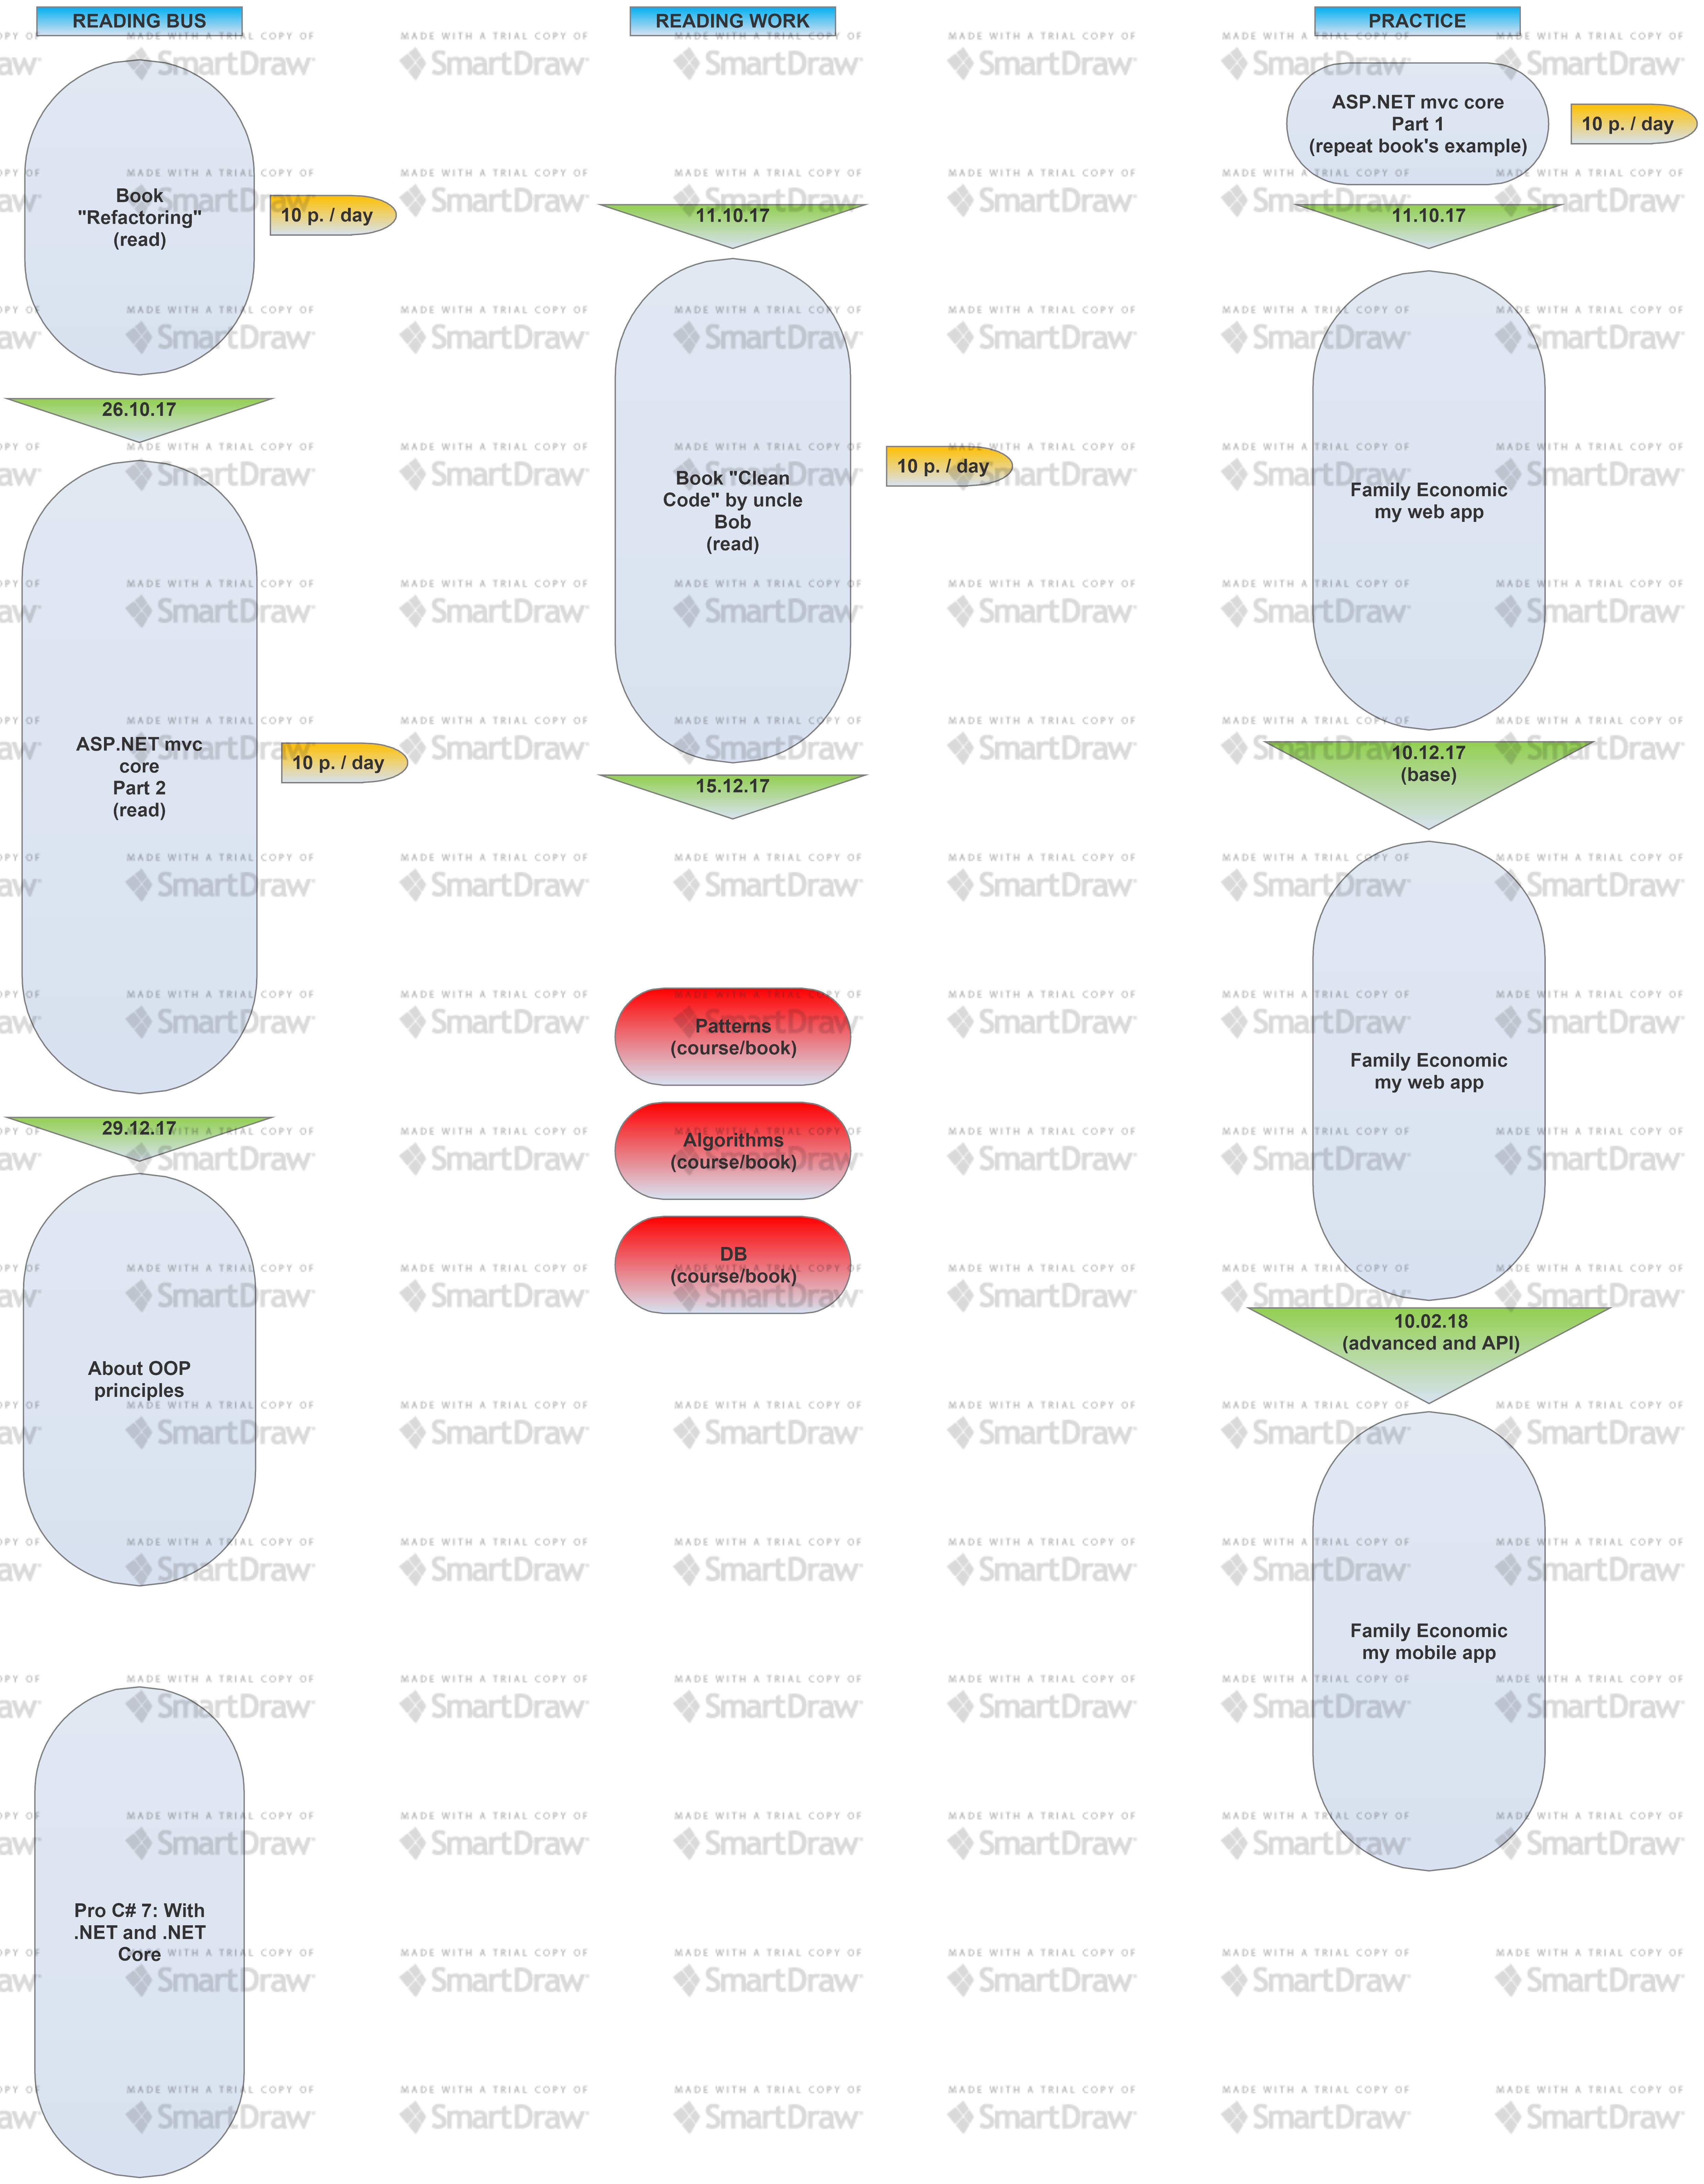 READING BUS
Book
"Refactoring"
(read)
10 p. / day
26.10.17
ASP.NET mvc
core
Part 2
(read)
10 p. / day
29.12.17
About OOP
principles
Pro C# 7: With
.NET and .NET
Core
READING WORK
11.10.17
Book "Clean
Code" by uncle
Bob
(read)
10 p. / day
15.12.17
Patterns
(course/book)
Algorithms
(course/book)
DB
(course/book)
PRACTICE
ASP.NET mvc core
Part 1
(repeat book's example)
10 p. / day
11.10.17
Family Economic
my web app
10.12.17
(base)
Family Economic
my web app
10.02.18
(advanced and API)
Family Economic
my mobile app
MADE WITH A TRIAL COPY OF
SmartDraw